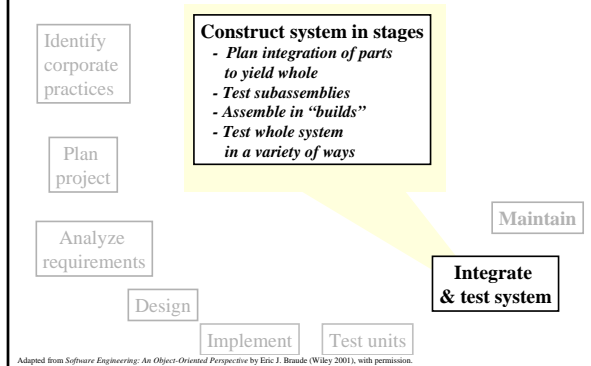 Identify
corporate
practices
Construct system in stages
- Plan integration of parts
to yield whole
- Test subassemblies
- Assemble in “builds”
- Test whole system
in a variety of ways
Plan
project
Maintain
Analyze
requirements
Integrate
& test system
Design
Implement
Test units
Adapted from Software Engineering: An Object-Oriented Perspective by Eric J. Braude (Wiley 2001), with permission.